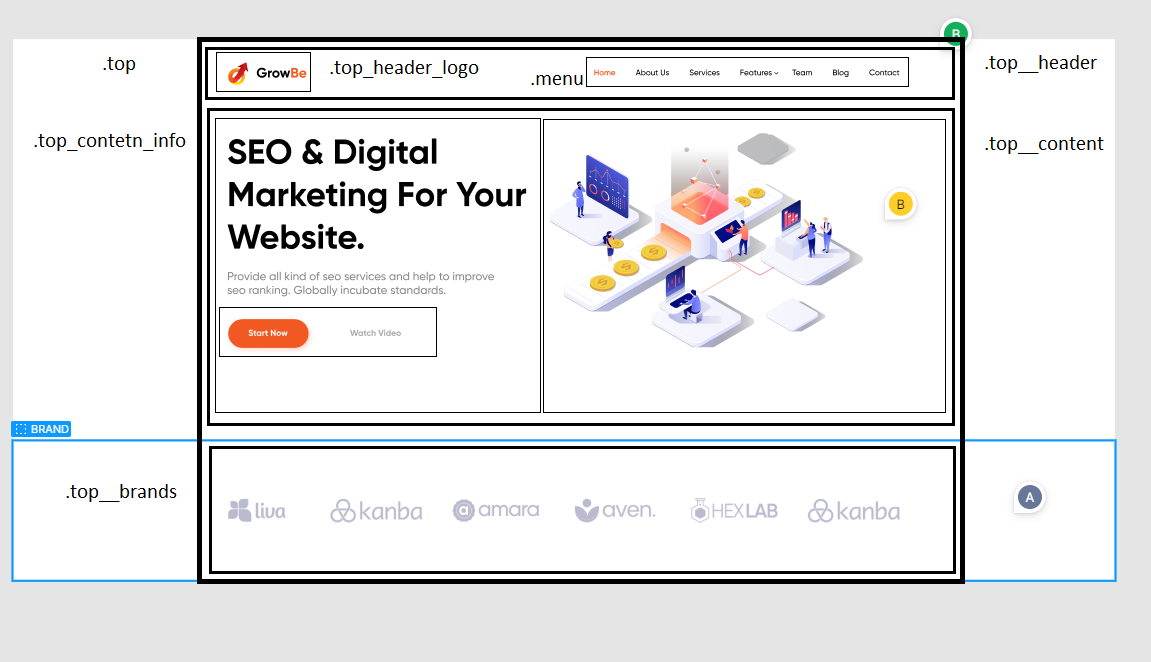 B
.top
GrowBe
.top_header_logo
.menu
Home About Us Services Features Team Blog Contact
.top__header
.top_contetn_info
.top__content
SEO & Digital
Marketing For Your
Website.
B
Provide all kind of seo services and help to improve
seo ranking. Globally incubate standards.
Start Now Watch Video
BRAND
.top__brands
liva kanba amara aven. HEXLAB kanba
A